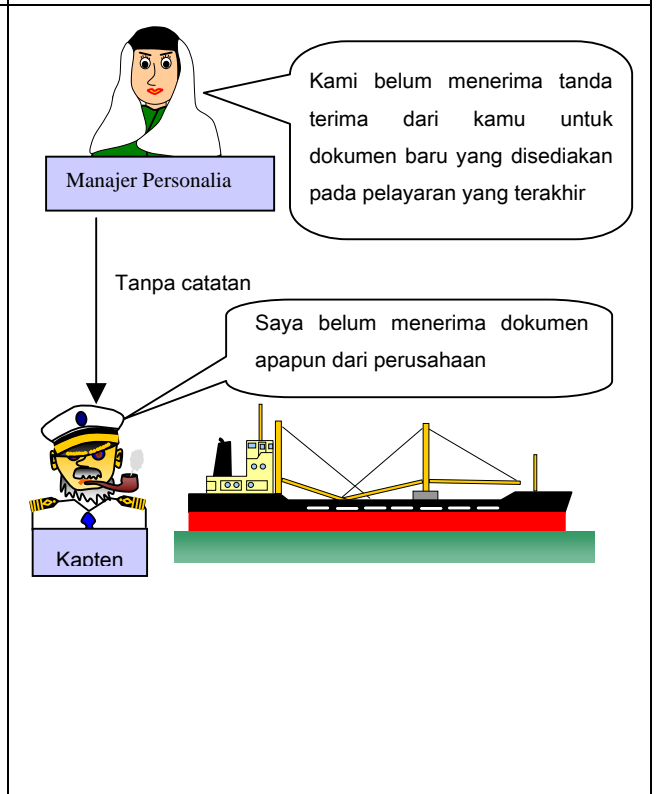 Kami belum menerima tanda
terima dari kamu untuk
dokumen baru yang disediakan
pada pelayaran yang terakhir
Manajer Personalia
Tanpa catatan
Saya belum menerima dokumen
apapun dari perusahaan
Kapten